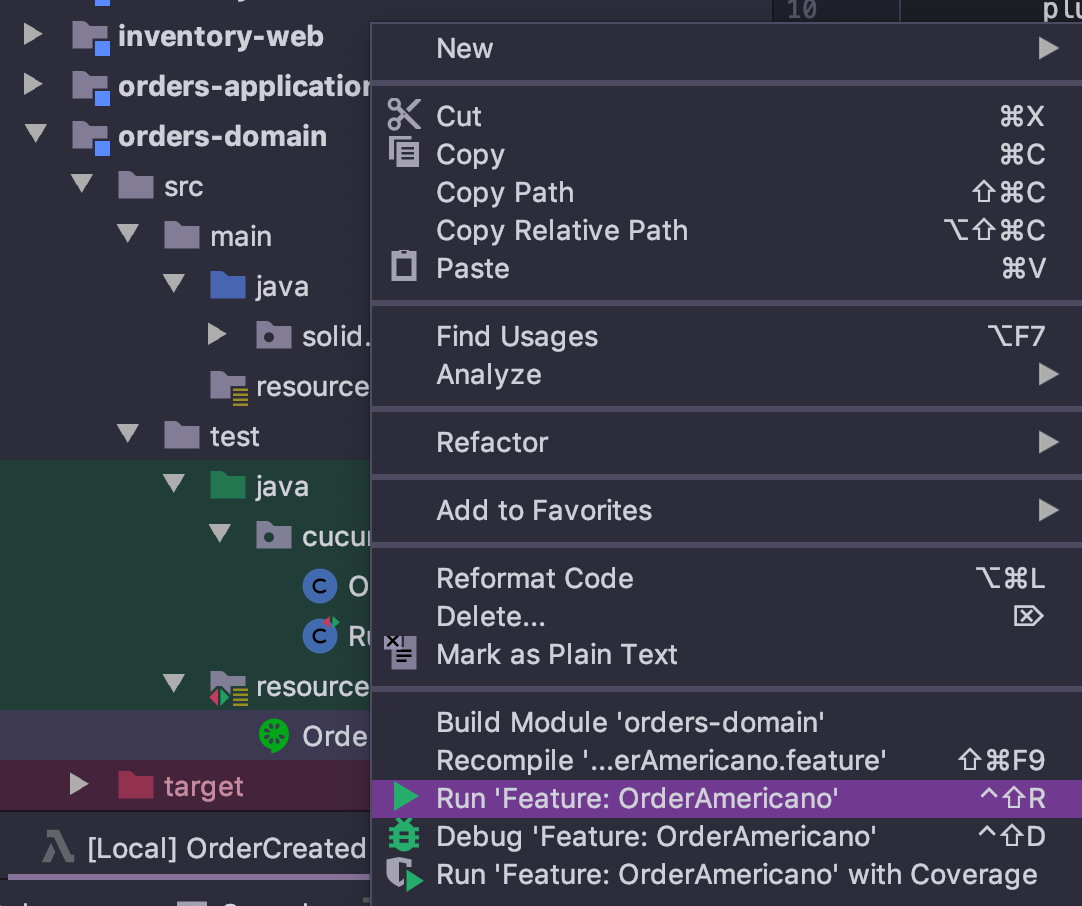 10
inventory-web
orders-application
orders-domain
src
main
java
solid.
resource
test
java
resource
Orde
target
[Local] OrderCreated
New
Cut ⌘X
Copy ⌘C
Copy Path ⇧⌘C
Copy Relative Path ⌥⇧⌘C
Paste ⌘V
Find Usages ⌥F7
Analyze
Refactor
Add to Favorites
Reformat Code ⌥⌘L
Delete... ⌦
Mark as Plain Text
Build Module 'orders-domain'
Recompile '...erAmericano.feature' ⇧⌘F9
Run 'Feature: OrderAmericano' ⌃⇧R
Debug 'Feature: OrderAmericano' ⌃⇧D
Run 'Feature: OrderAmericano' with Coverage